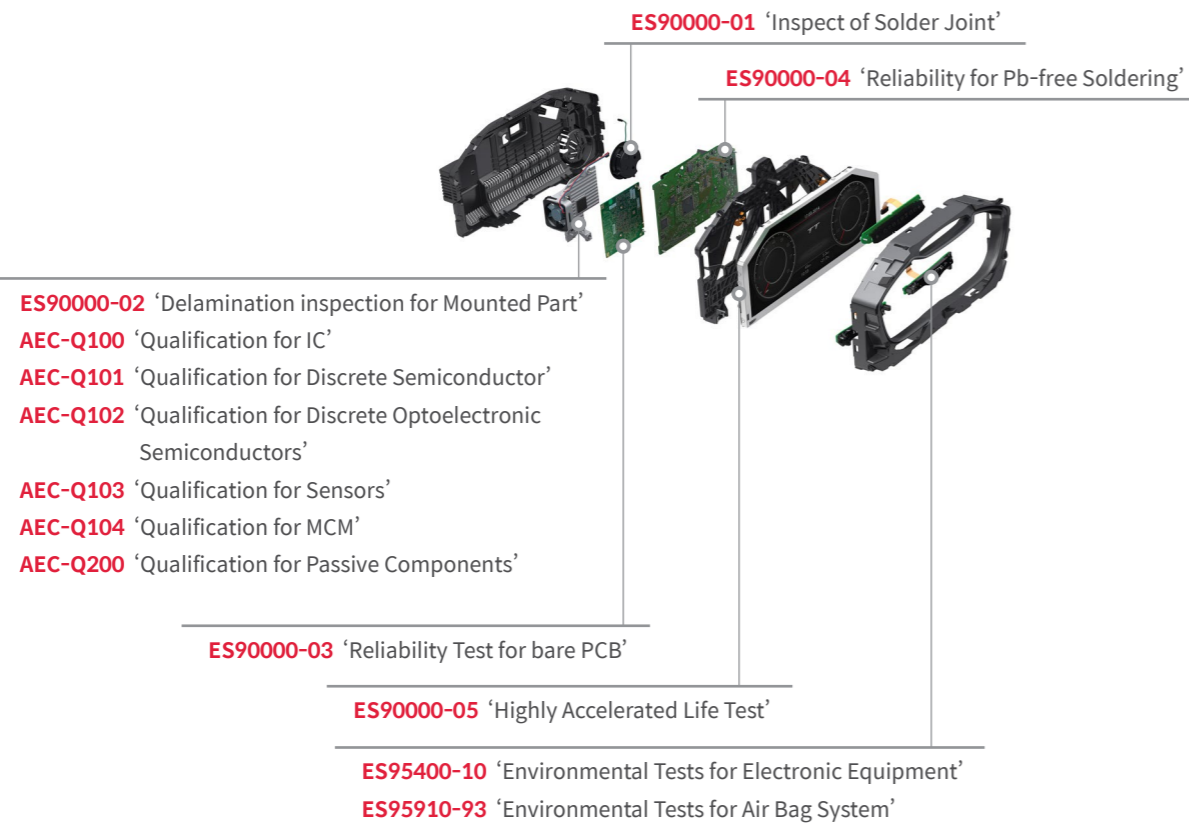 ES90000-01 ‘Inspect of Solder Joint’
ES90000-04 ‘Reliability for Pb-free Soldering’
ES90000-02 ‘Delamination inspection for Mounted Part’
AEC-Q100 ‘Qualification for IC’
AEC-Q101 ‘Qualification for Discrete Semiconductor’
AEC-Q102 ‘Qualification for Discrete Optoelectronic
Semiconductors’
AEC-Q103 ‘Qualification for Sensors’
AEC-Q104 ‘Qualification for MCM’
AEC-Q200 ‘Qualification for Passive Components’
ES90000-03 ‘Reliability Test for bare PCB’
ES90000-05 ‘Highly Accelerated Life Test’
ES95400-10 ‘Environmental Tests for Electronic Equipment’
ES95910-93 ‘Environmental Tests for Air Bag System’